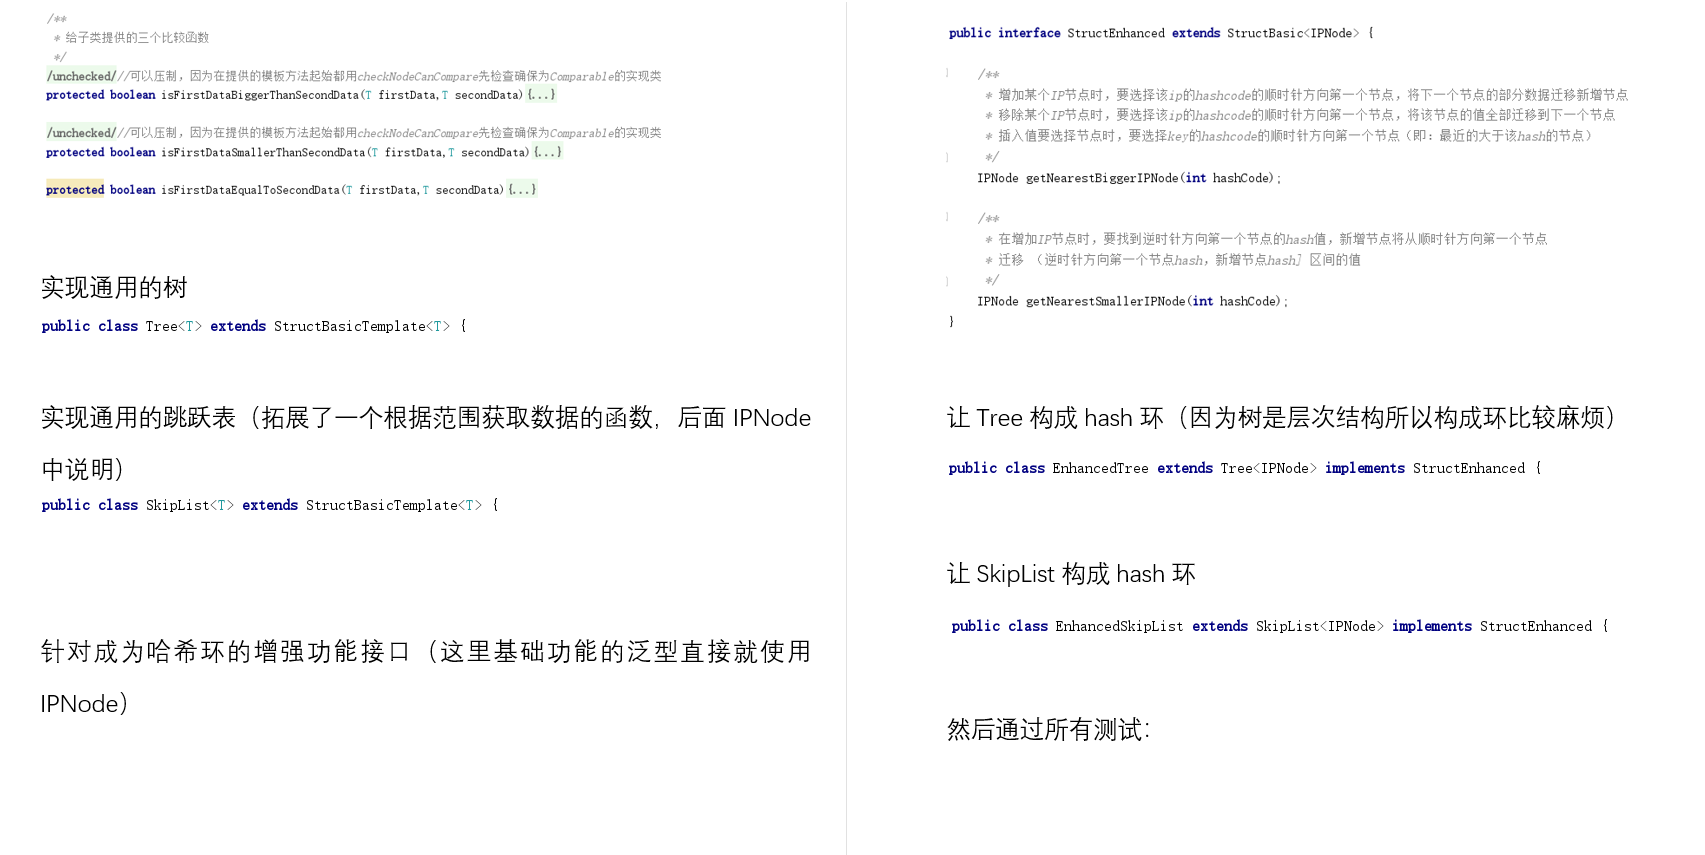 /**
* 给子类提供的三个比较函数
*/
/unchecked///可以压制，因为在提供的模板方法起始都用checkNodeCanCompare先检查确保为Comparable的实现类
protected boolean isFirstDataBiggerThanSecondData(T firstData,T secondData){...}
/unchecked///可以压制，因为在提供的模板方法起始都用checkNodeCanCompare先检查确保为Comparable的实现类
protected boolean isFirstDataSmallerThanSecondData(T firstData,T secondData){...}
protected boolean isFirstDataEqualToSecondData(T firstData,T secondData){...}
实现通用的树
public class Tree<T> extends StructBasicTemplate<T> {
实现通用的跳跃表（拓展了一个根据范围获取数据的函数，后面 IPNode
中说明）
public class SkipList<T> extends StructBasicTemplate<T> {
针对成为哈希环的增强功能接口（这里基础功能的泛型直接就使用
IPNode）
public interface StructEnhanced extends StructBasic<IPNode> {
/**
* 增加某个IP节点时，要选择该ip的hashcode的顺时针方向第一个节点，将下一个节点的部分数据迁移新增节点
* 移除某个IP节点时，要选择该ip的hashcode的顺时针方向第一个节点，将该节点的值全部迁移到下一个节点
* 插入值要选择节点时，要选择key的hashcode的顺时针方向第一个节点（即：最近的大于该hash的节点）
*/
IPNode getNearestBiggerIPNode(int hashCode);
/**
* 在增加IP节点时，要找到逆时针方向第一个节点的hash值，新增节点将从顺时针方向第一个节点
* 迁移 （逆时针方向第一个节点hash，新增节点hash] 区间的值
*/
IPNode getNearestSmallerIPNode(int hashCode);
}
让 Tree 构成 hash 环（因为树是层次结构所以构成环比较麻烦）
public class EnhancedTree extends Tree<IPNode> implements StructEnhanced {
让 SkipList 构成 hash 环
public class EnhancedSkipList extends SkipList<IPNode> implements StructEnhanced {
然后通过所有测试：